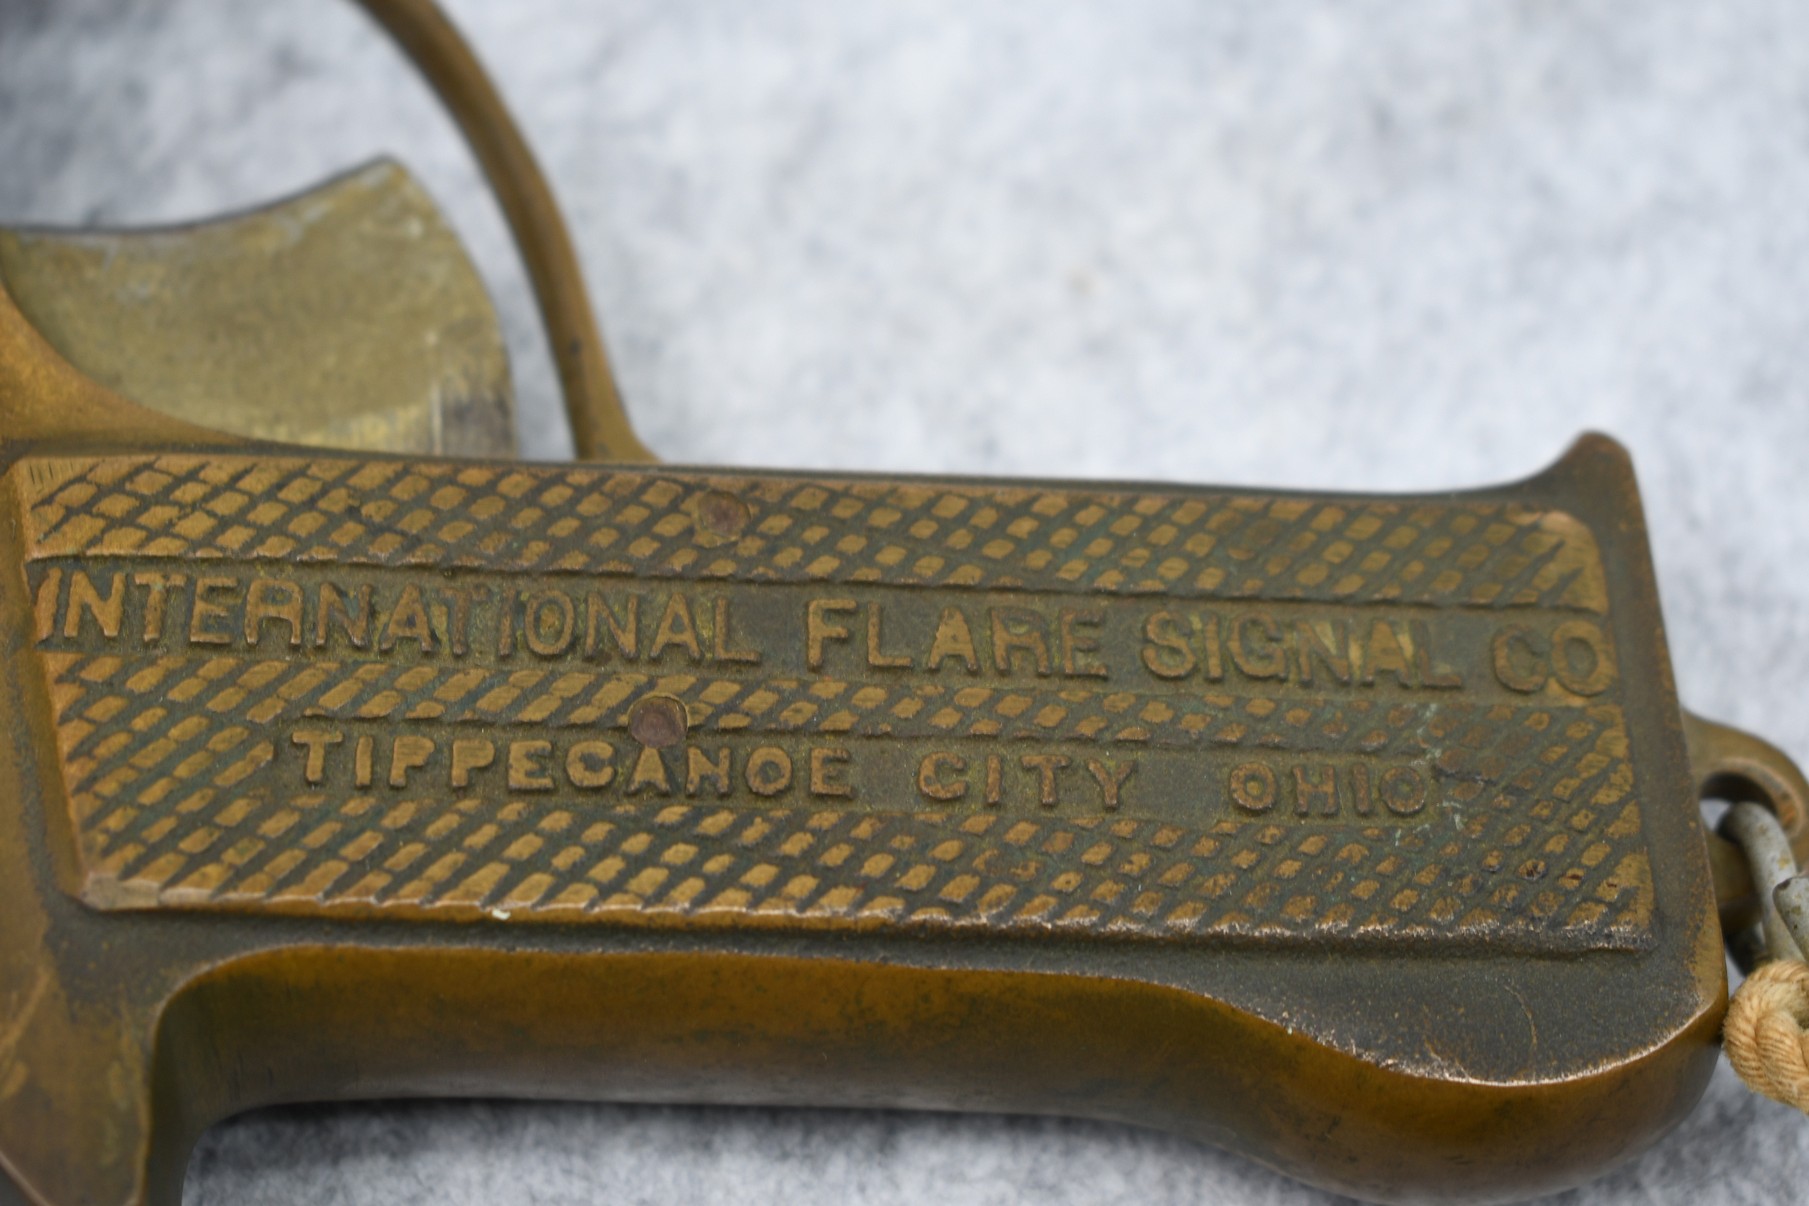 INTERNATIONAL FLARE SIGNAL CO
TIPPECANOE CITY OHIO